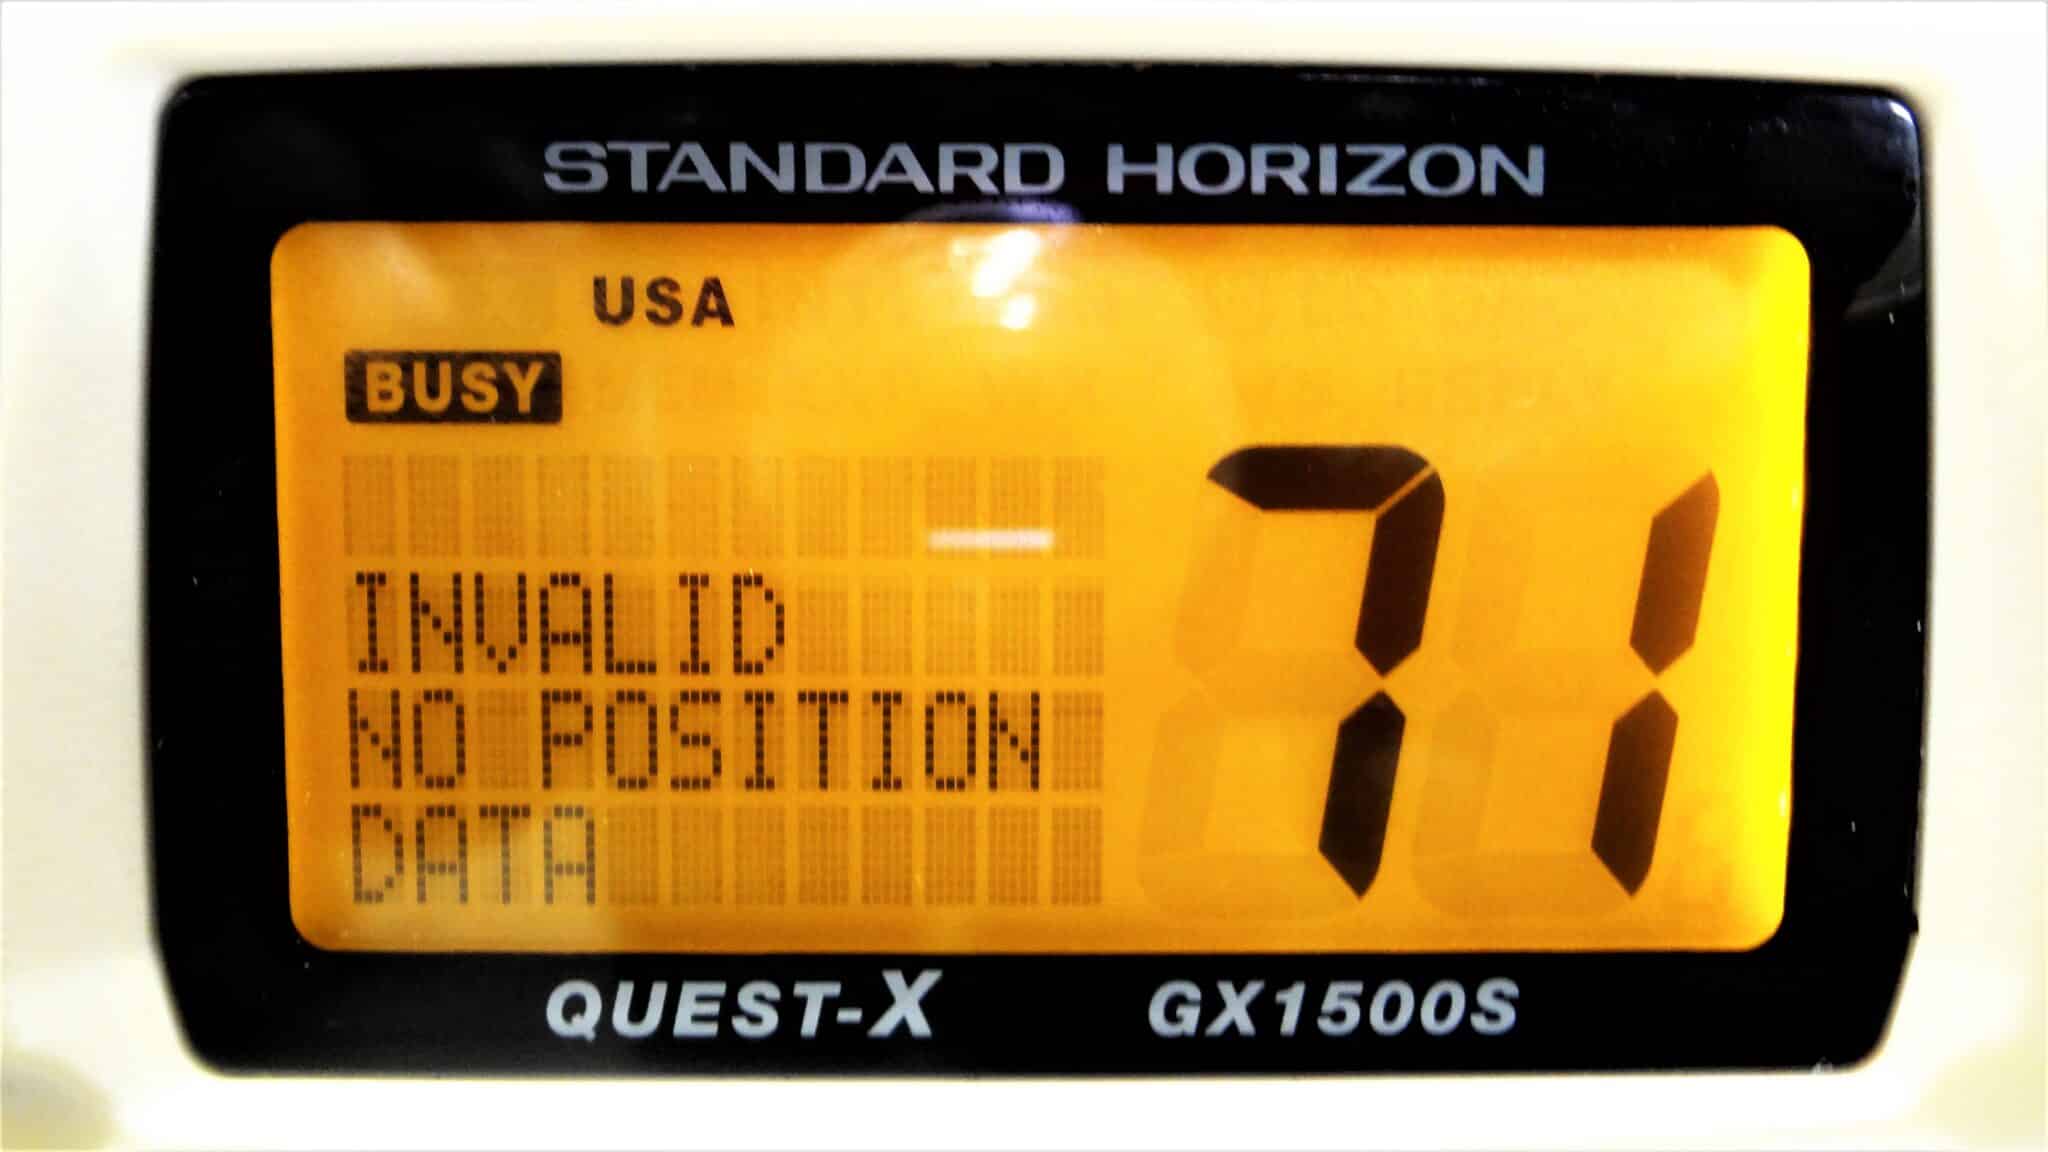 STANDARD HORIZON
USA
BUSY
71
INVALID
NO POSITION
DATA
QUEST-X GX1500S